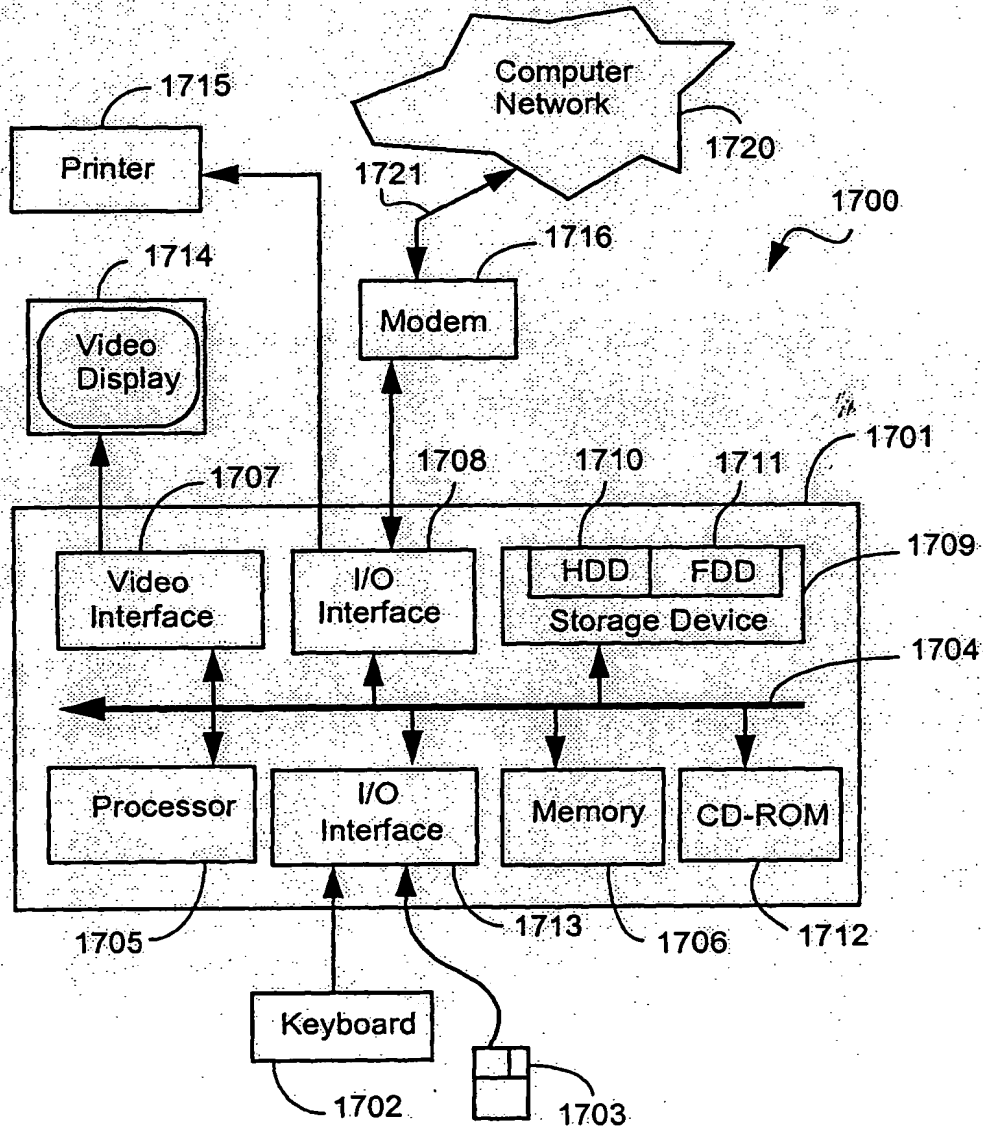 Computer
Network
1715
Printer
1720
1721
1700
1716
1714
Modem
Video
Display
1701
1707
1708
1710
1711
1709
Video
Interface
I/O
Interface
HDD
FDD
Storage Device
1704
Processor
I/O
Interface
Memory
CD-ROM
1705
1713
1706
1712
Keyboard
1702
1703